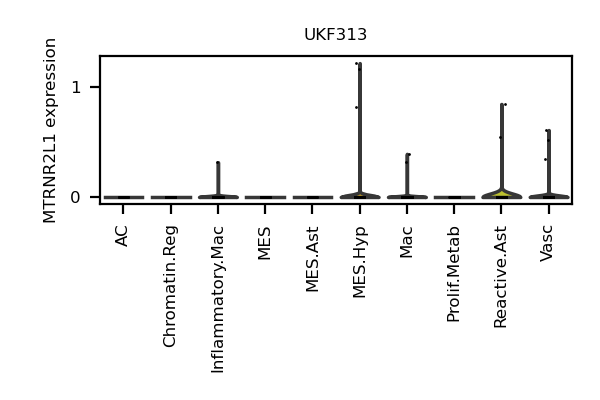 UKF313
MTRNR2L1 expression
1
0
AC
Chromatin.Reg
Inflammatory.Mac
MES
MES.Ast
MES.Hyp
Mac
Prolif.Metab
Reactive.Ast
Vasc